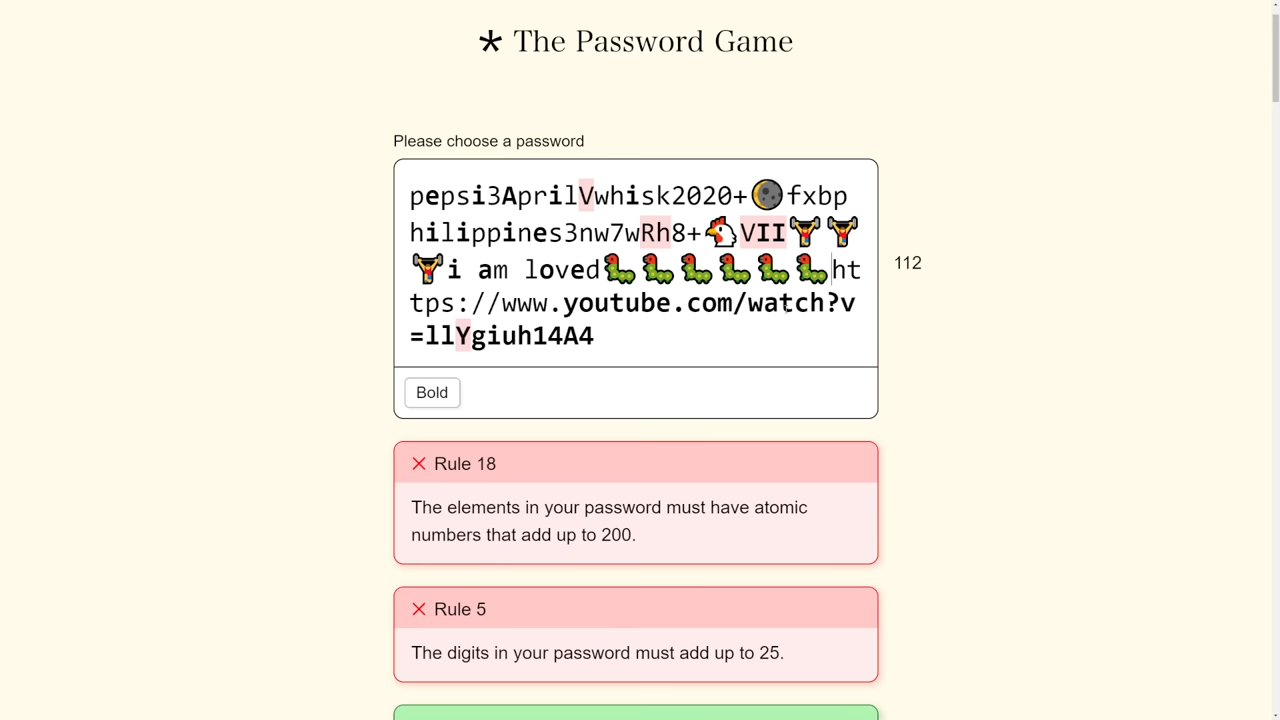 * The Password Game
Please choose a password
pepsi3AprilVwhisk2020+🌘fxbp
hilippines3nw7wRh8+🐔VII🏋️🏋️
🏋️i am loved🐛🐛🐛🐛🐛🐛ht
tps://www.youtube.com/watch?v
=llYgiuh14A4
112
Bold
Rule 18
The elements in your password must have atomic
numbers that add up to 200.
Rule 5
The digits in your password must add up to 25.